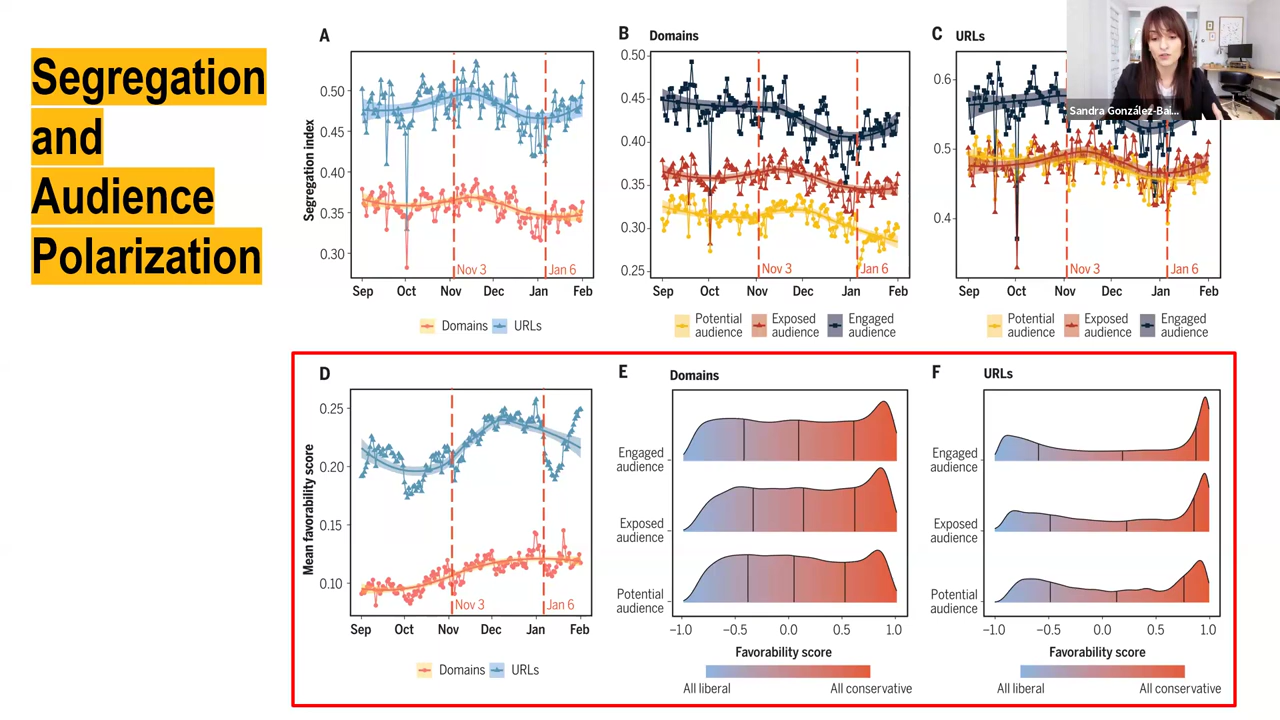 Segregation
and
Audience
Polarization
A
Segregation index
0.50
0.45
0.40
0.35
0.30
Nov 3
Jan 6
Sep Oct Nov Dec Jan Feb
Domains URLs
B Domains
0.50
0.45
0.40
0.35
0.30
0.25
Nov 3
Jan 6
Sep Oct Nov Dec Jan Feb
Potential audience
Exposed audience
Engaged audience
C URLs
0.6
0.5
0.4
Nov 3
Jan 6
Sep Oct Nov Dec Jan Feb
Potential audience
Exposed audience
Engaged audience
Sandra González-Bai...
D
Mean favorability score
0.25
0.20
0.15
0.10
Nov 3
Jan 6
Sep Oct Nov Dec Jan Feb
Domains URLs
E Domains
Engaged
audience
Exposed
audience
Potential
audience
−1.0 −0.5 0.0 0.5 1.0
Favorability score
All liberal All conservative
F URLs
Engaged
audience
Exposed
audience
Potential
audience
−1.0 −0.5 0.0 0.5 1.0
Favorability score
All liberal All conservative